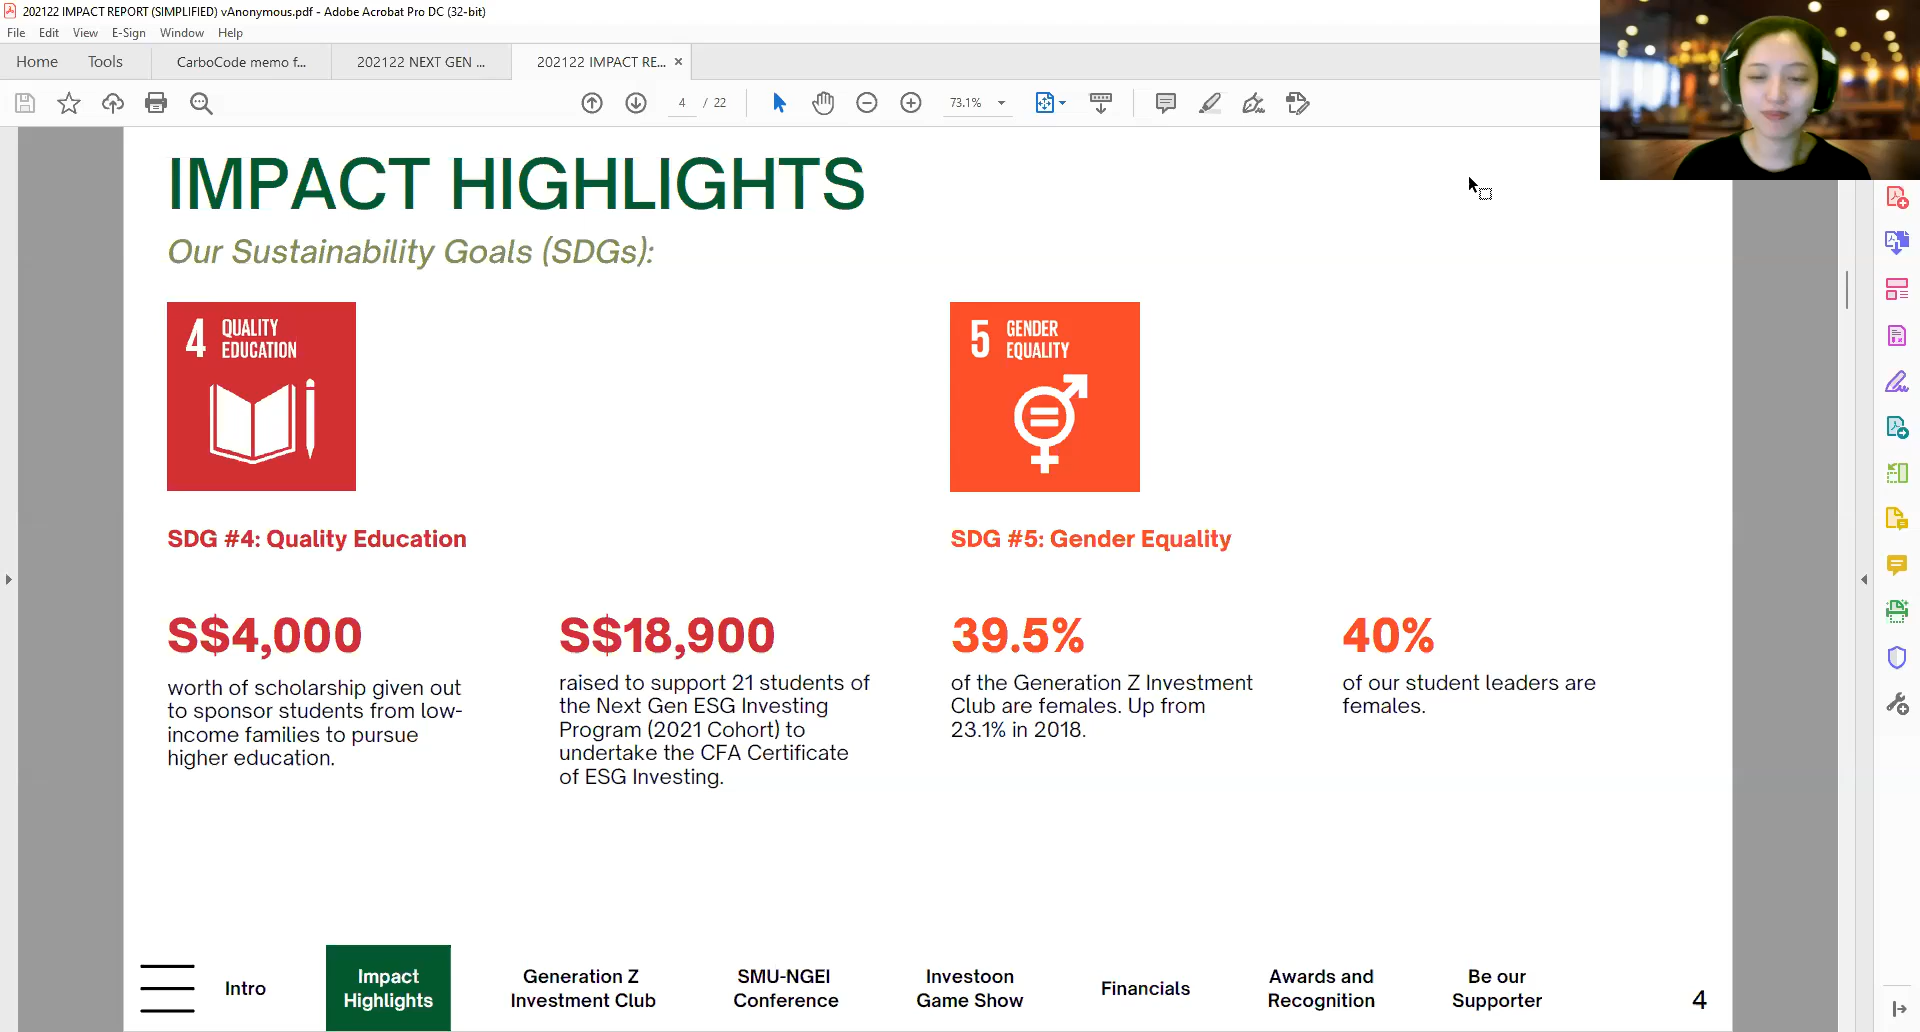 202122 IMPACT REPORT (SIMPLIFIED) vAnonymous.pdf - Adobe Acrobat Pro DC (32-bit)
File Edit View E-Sign Window Help
Home Tools CarboCode memo f... 202122 NEXT GEN ... 202122 IMPACT RE... ×
4 / 22 73.1%
IMPACT HIGHLIGHTS
Our Sustainability Goals (SDGs):
4 QUALITY
EDUCATION
5 GENDER
EQUALITY
SDG #4: Quality Education
SDG #5: Gender Equality
S$4,000
worth of scholarship given out
to sponsor students from low-
income families to pursue
higher education.
S$18,900
raised to support 21 students of
the Next Gen ESG Investing
Program (2021 Cohort) to
undertake the CFA Certificate
of ESG Investing.
39.5%
of the Generation Z Investment
Club are females. Up from
23.1% in 2018.
40%
of our student leaders are
females.
Intro
Impact
Highlights
Generation Z
Investment Club
SMU-NGEI
Conference
Investoon
Game Show
Financials
Awards and
Recognition
Be our
Supporter
4